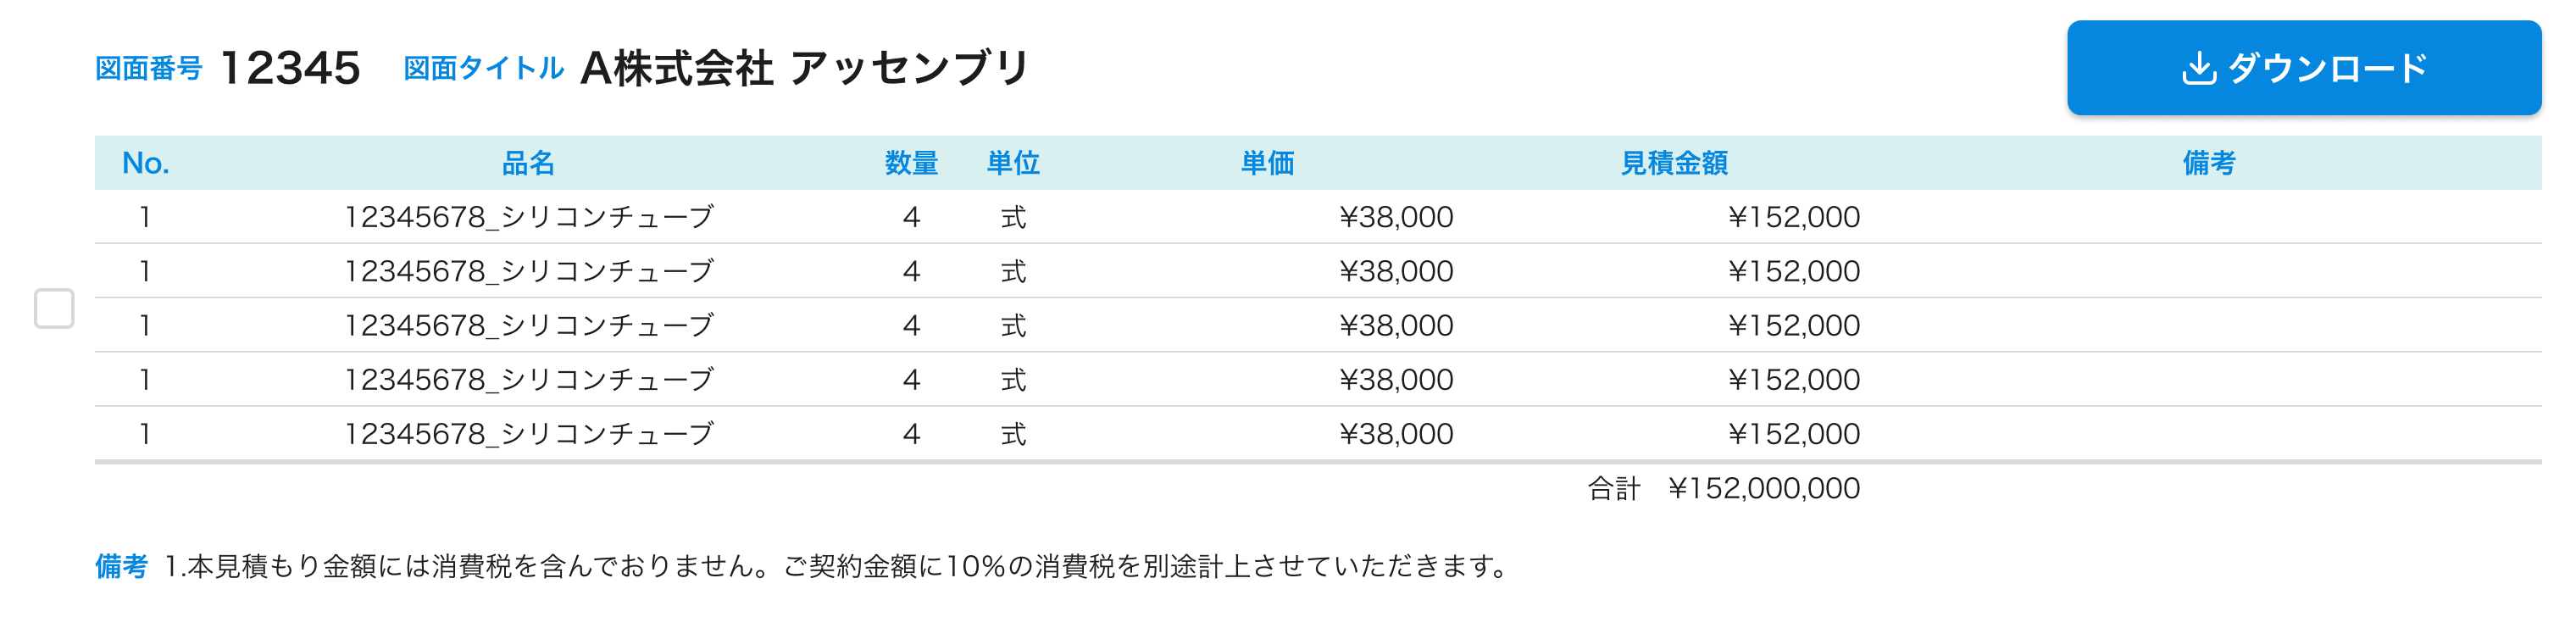 図面番号 12345 図面タイトル A株式会社 アッセンブリ ダウンロード
No. 品名 数量 単位 単価 見積金額 備考
1 12345678_シリコンチューブ 4 式 ¥38,000 ¥152,000
1 12345678_シリコンチューブ 4 式 ¥38,000 ¥152,000
1 12345678_シリコンチューブ 4 式 ¥38,000 ¥152,000
1 12345678_シリコンチューブ 4 式 ¥38,000 ¥152,000
1 12345678_シリコンチューブ 4 式 ¥38,000 ¥152,000
合計 ¥152,000,000
備考 1.本見積もり金額には消費税を含んでおりません。ご契約金額に10%の消費税を別途計上させていただきます。